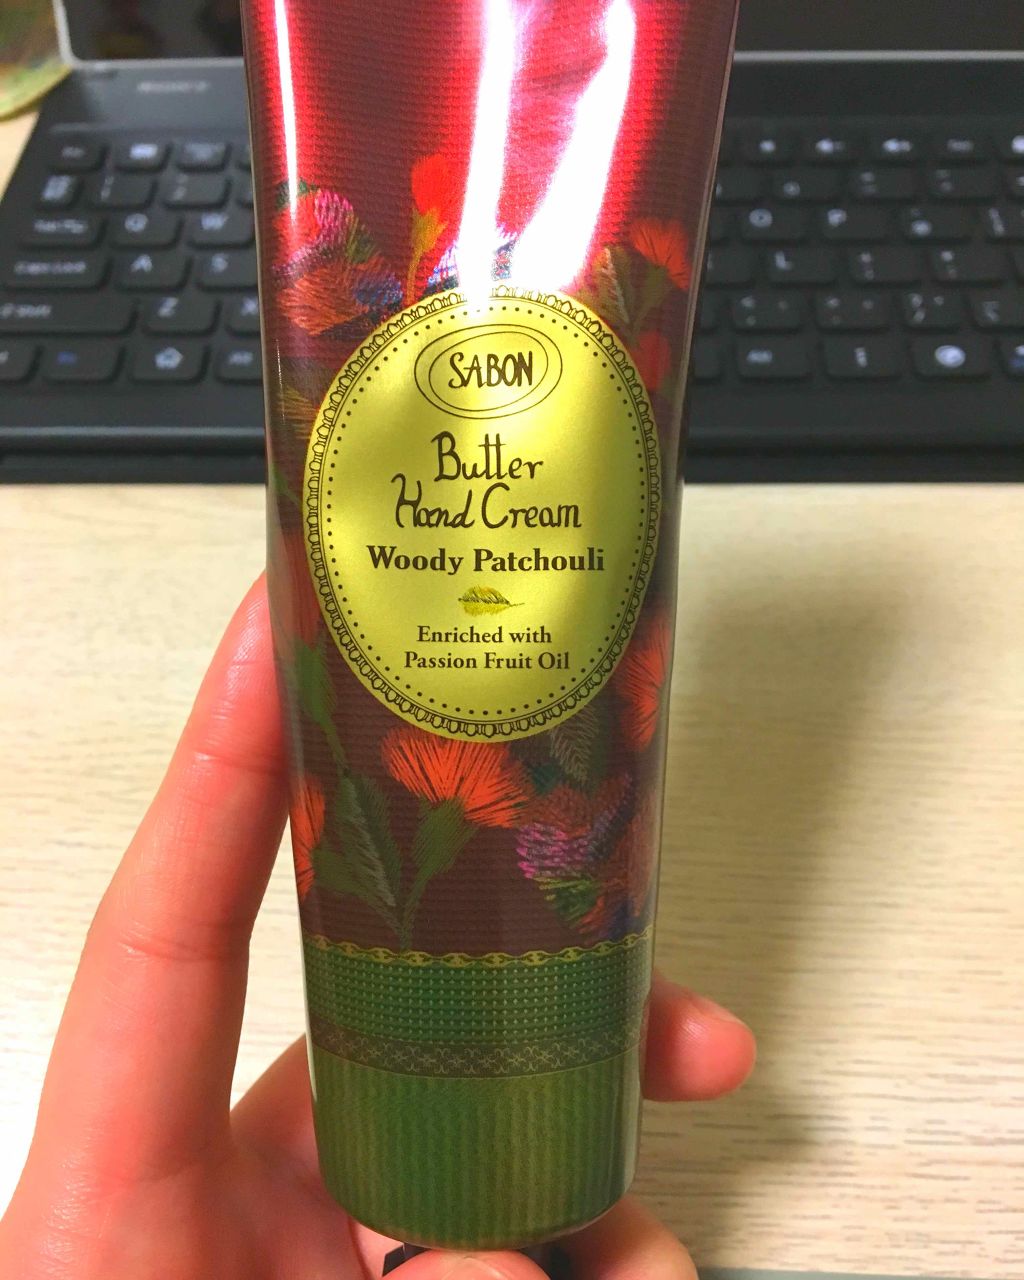 SABON
Butter
Hand Cream
Woody Patchouli
Enriched with
Passion Fruit Oil
Q
W
O
P
A
S
L
Z